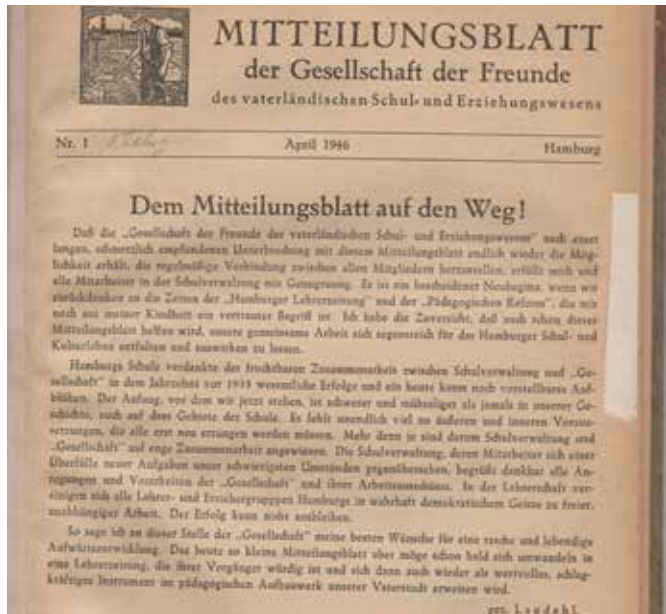 MITTEILUNGSBLATT
der Gesellschaft der Freunde
des vaterländischen Schul- und Erziehungswesens
Nr. 1
April 1946
Hamburg
Dem Mitteilungsblatt auf den Weg!
Daß die „Gesellschaft der Freunde des vaterländischen Schul- und Erziehungswesens“ nach einer
langen, schmerzlich empfundenen Unterbrechung mit diesem Mitteilungsblatt endlich wieder die Mög-
lichkeit erhält, die regelmäßige Verbindung zwischen allen Mitgliedern herzustellen, erfüllt mich und
alle Mitarbeiter in der Schulverwaltung mit Genugtuung. Es ist ein bescheidener Neubeginn, wenn wir
zurückdenken an die Zeiten der „Hamburger Lehrerzeitung“ und der „Pädagogischen Reform“, die mir
noch aus meiner Kindheit ein vertrauter Begriff ist. Ich habe die Zuversicht, daß auch schon dieses
Mitteilungsblatt helfen wird, unsere gemeinsame Arbeit sich segensreich für das Hamburger Schul- und
Kulturleben entfalten und auswirken zu lassen.
Hamburgs Schule verdankte der fruchtbaren Zusammenarbeit zwischen Schulverwaltung und „Ge-
sellschaft“ in dem Jahrzehnt vor 1933 wesentliche Erfolge und ein heute kaum noch vorstellbares Auf-
blühen. Der Anfang, vor dem wir jetzt stehen, ist schwerer und mühseliger als jemals in unserer Ge-
schichte, auch auf dem Gebiete der Schule. Es fehlt unendlich viel an äußeren und inneren Voraus-
setzungen, die alle erst neu errungen werden müssen. Mehr denn je sind darum Schulverwaltung und
„Gesellschaft“ auf enge Zusammenarbeit angewiesen. Die Schulverwaltung, deren Mitarbeiter sich einer
Überfülle neuer Aufgaben unter schwierigsten Umständen gegenübersehen, begrüßt dankbar alle An-
regungen und Vorarbeiten der „Gesellschaft“ und ihrer Arbeitsausschüsse. In der Lehrerschaft ver-
einigen sich alle Lehrer- und Erziehergruppen Hamburgs in wahrhaft demokratischem Geiste zu freier,
unabhängiger Arbeit. Der Erfolg kann nicht ausbleiben.
So sage ich an dieser Stelle der „Gesellschaft“ meine besten Wünsche für eine rasche und lebendige
Aufwärtsentwicklung. Das heute so kleine Mitteilungsblatt aber möge schon bald sich umwandeln in
eine Lehrerzeitung, die ihrer Vorgänger würdig ist und sich dann auch wieder als wertvolles, schlag-
kräftiges Instrument im pädagogischen Aufbauwerk unserer Vaterstadt erweisen wird.
gez. Landahl